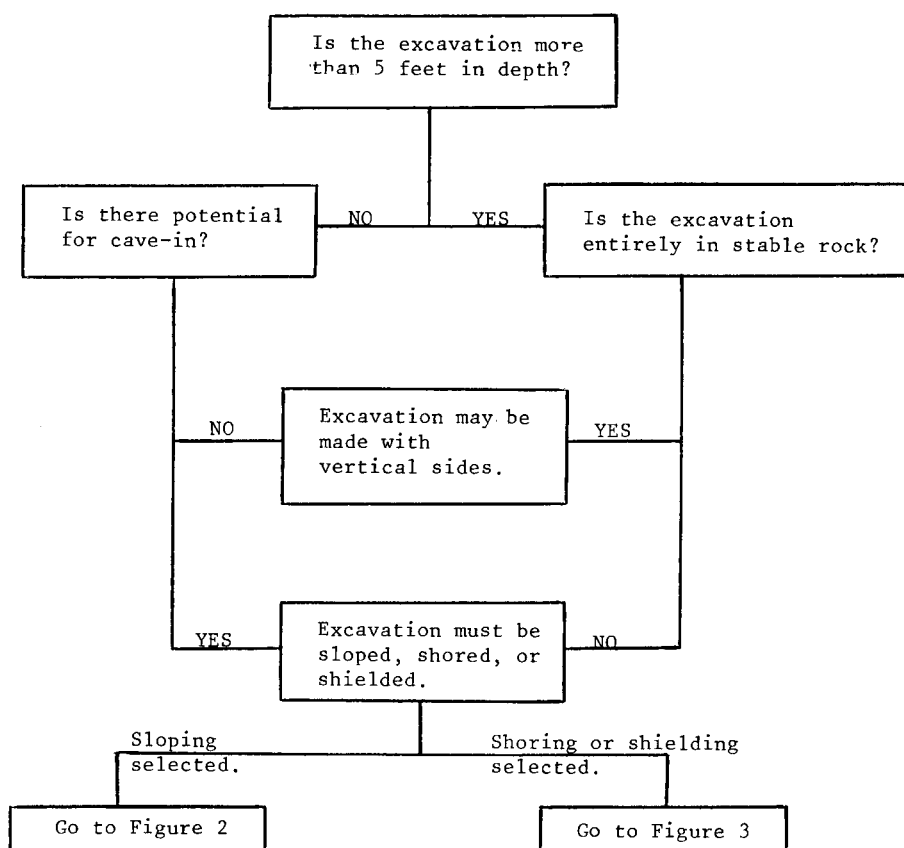 Is the excavation more
than 5 feet in depth?
Is there potential
for cave-in?
NO
YES
Is the excavation
entirely in stable rock?
NO
Excavation may be
made with
vertical sides.
YES
YES
Excavation must be
sloped, shored, or
shielded.
NO
Sloping
selected.
Shoring or shielding
selected.
Go to Figure 2
Go to Figure 3